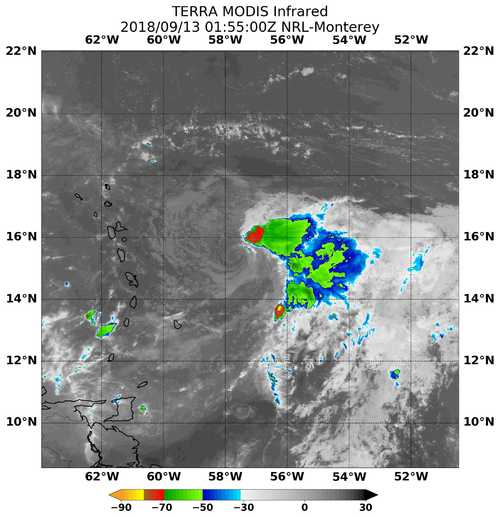 TERRA MODIS Infrared
2018/09/13 01:55:00Z NRL-Monterey
62°W 60°W 58°W 56°W 54°W 52°W
22°N 22°N
20°N 20°N
18°N 18°N
16°N 16°N
14°N 14°N
12°N 12°N
10°N 10°N
62°W 60°W 58°W 56°W 54°W 52°W
−90 −70 −50 −30 0 30